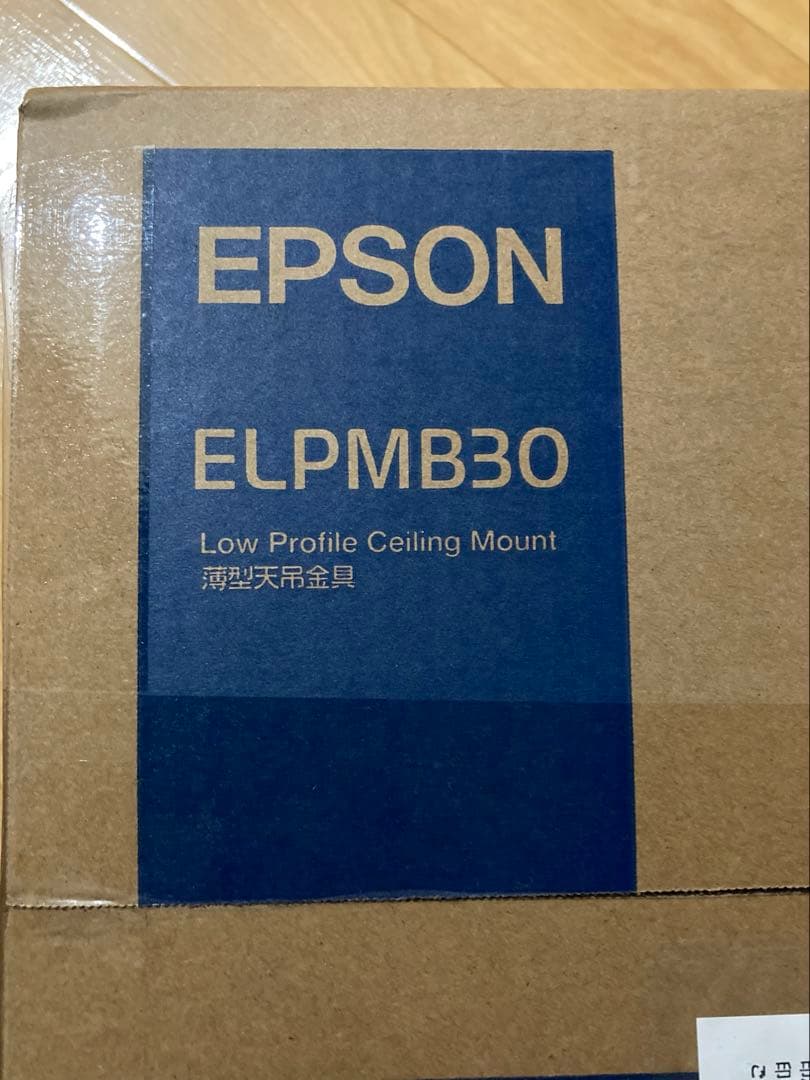 EPSON
ELPMB30
Low Profile Ceiling Mount
薄型天吊金具